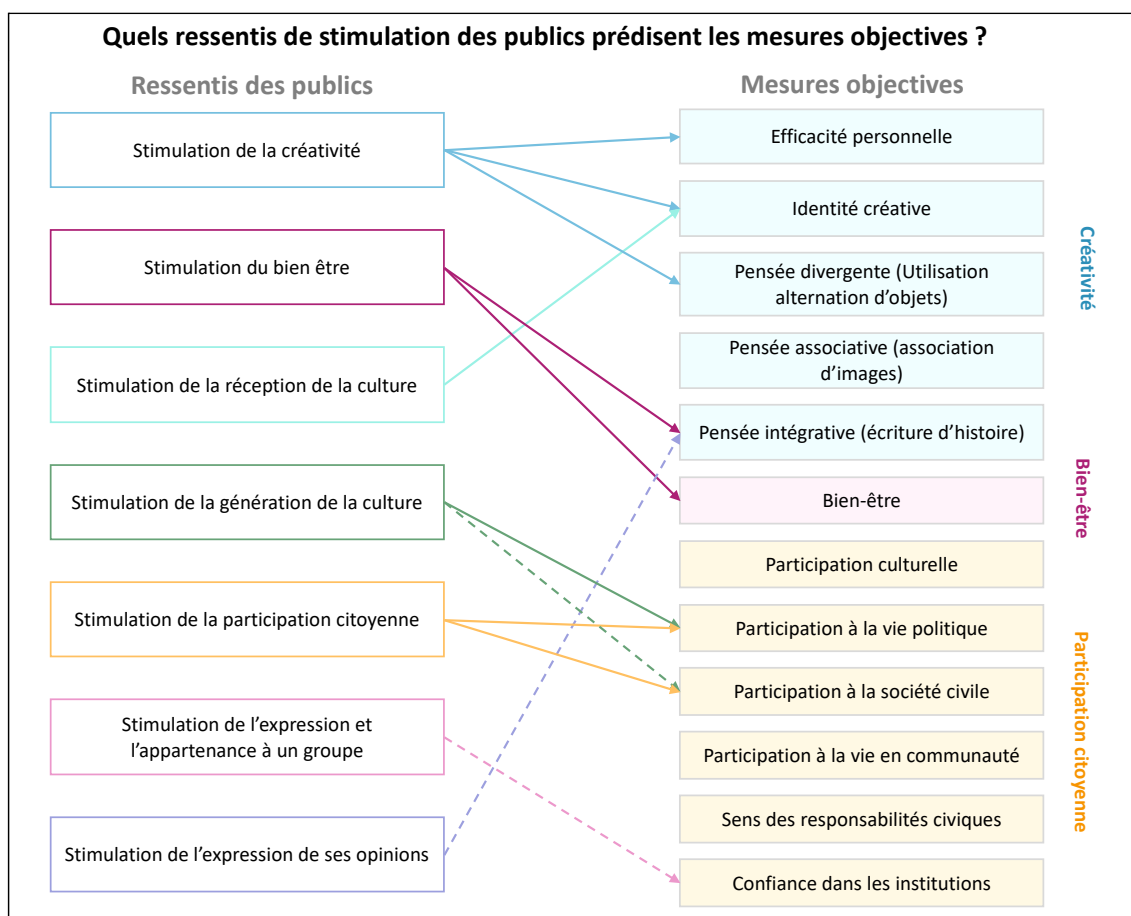 Quels ressentis de stimulation des publics prédisent les mesures objectives ?
Ressentis des publics
Stimulation de la créativité
Stimulation du bien être
Stimulation de la réception de la culture
Stimulation de la génération de la culture
Stimulation de la participation citoyenne
Stimulation de l’expression et
l’appartenance à un groupe
Stimulation de l’expression de ses opinions
Mesures objectives
Efficacité personnelle
Identité créative
Pensée divergente (Utilisation
alternation d’objets)
Pensée associative (association
d’images)
Pensée intégrative (écriture d’histoire)
Bien-être
Participation culturelle
Participation à la vie politique
Participation à la société civile
Participation à la vie en communauté
Sens des responsabilités civiques
Confiance dans les institutions
Créativité
Bien-être
Participation citoyenne